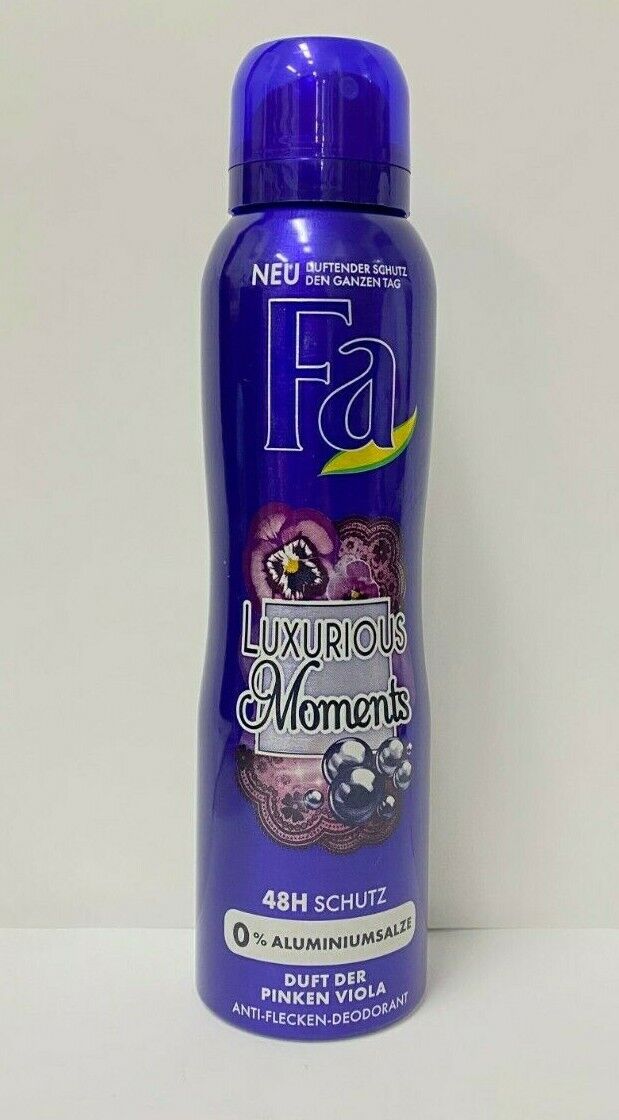 NEU DUFTENDER SCHUTZ
DEN GANZEN TAG
Fa
LUXURIOUS
Moments
48H SCHUTZ
0% ALUMINIUMSALZE
DUFT DER
PINKEN VIOLA
ANTI-FLECKEN-DEODORANT